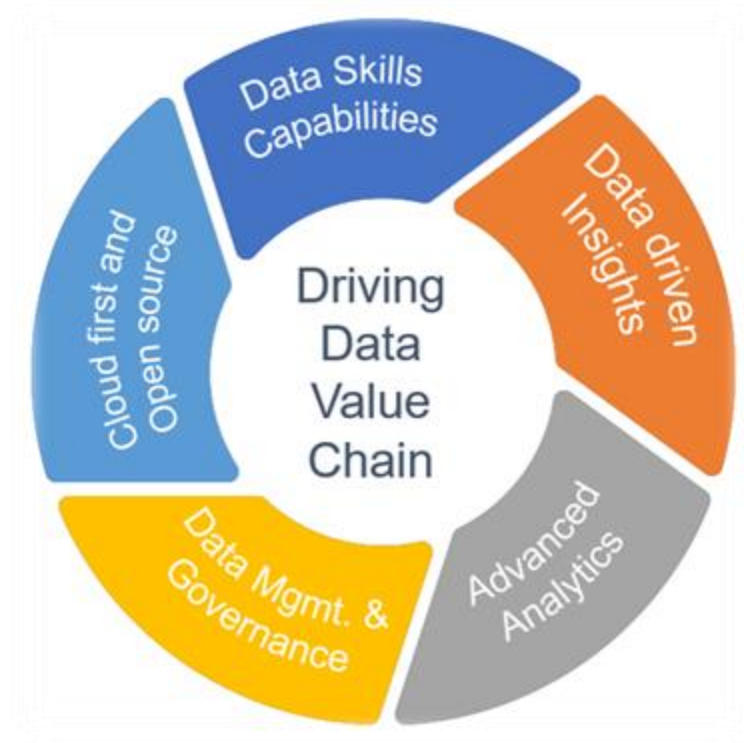 Data Skills
Capabilities
Data driven
Insights
Advanced
Analytics
Data Mgmt. &
Governance
Cloud first and
Open source
Driving
Data
Value
Chain